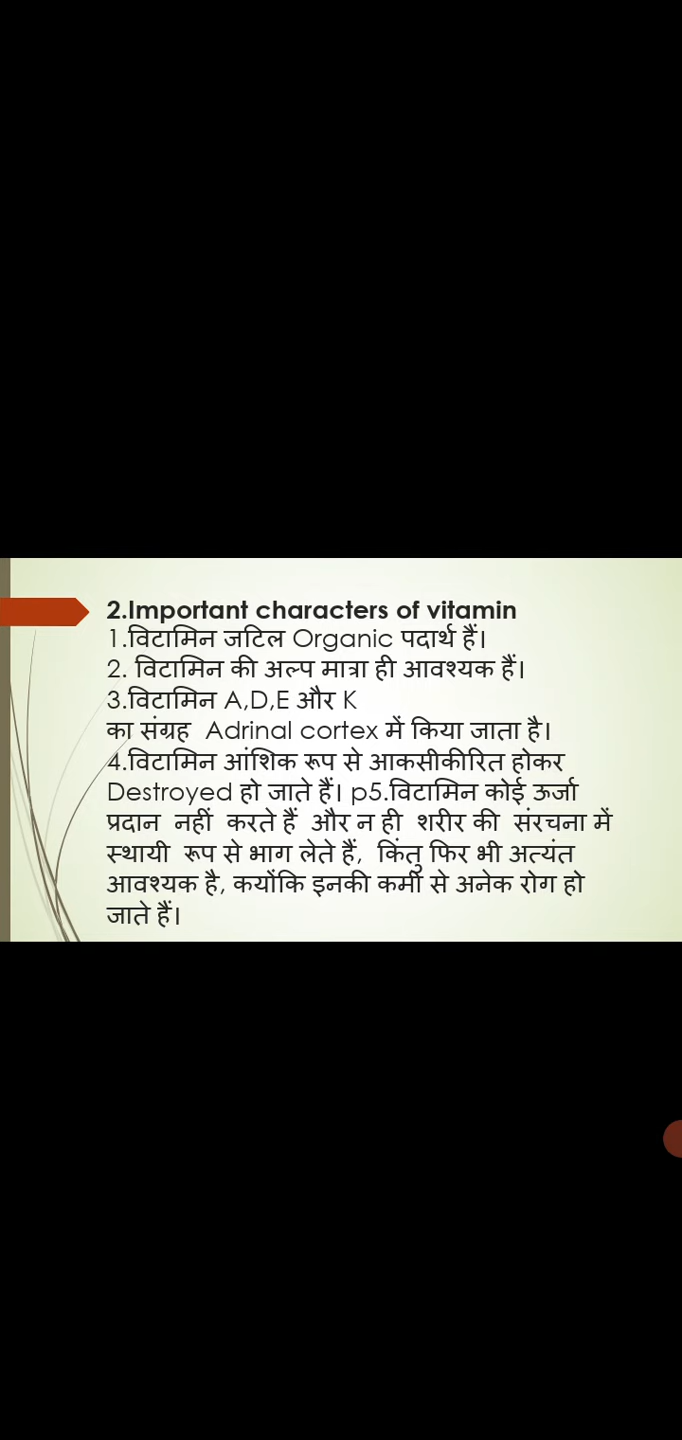 2.Important characters of vitamin
1.विटामिन जटिल Organic पदार्थ हैं।
2. विटामिन की अल्प मात्रा ही आवश्यक हैं।
3.विटामिन A,D,E और K
का संग्रह Adrinal cortex में किया जाता है।
4.विटामिन आंशिक रूप से आकसीकीरित होकर
Destroyed हो जाते हैं। p5.विटामिन कोई ऊर्जा
प्रदान नहीं करते हैं और न ही शरीर की संरचना में
स्थायी रूप से भाग लेते हैं, किंतु फिर भी अत्यंत
आवश्यक है, कयोंकि इनकी कमी से अनेक रोग हो
जाते हैं।